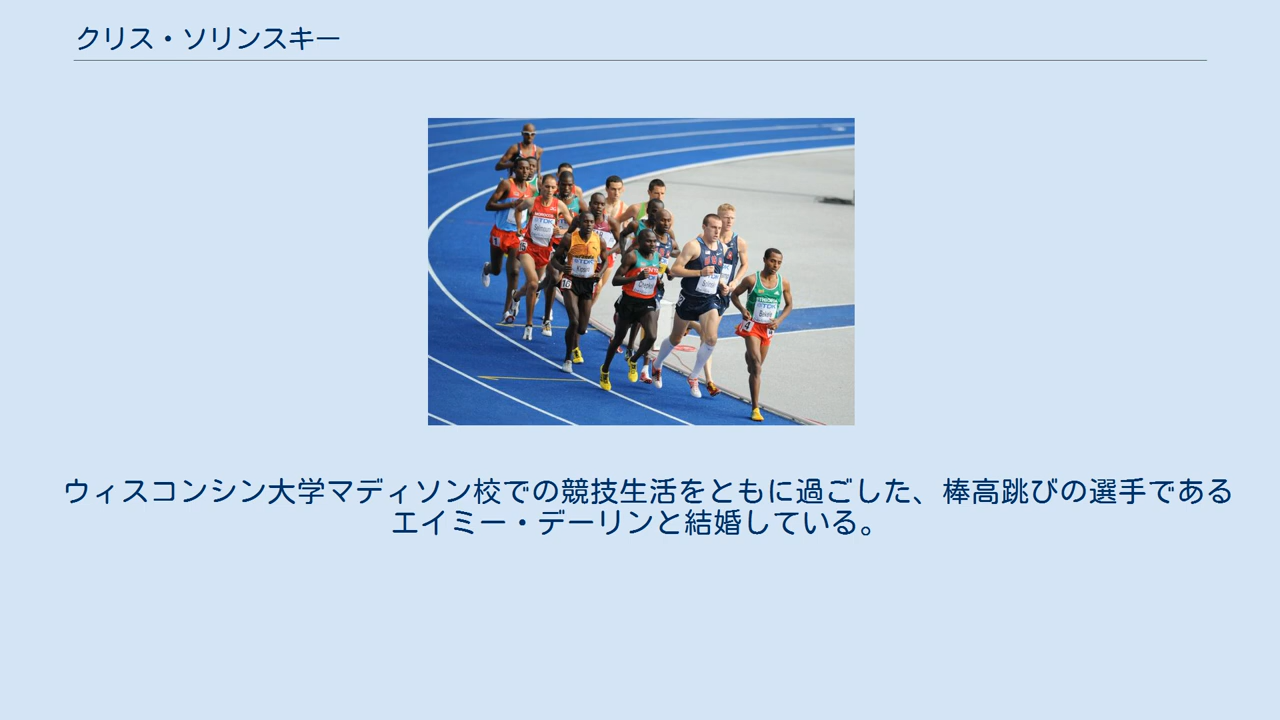 クリス・ソリンスキー
ウィスコンシン大学マディソン校での競技生活をともに過ごした、棒高跳びの選手である
エイミー・デーリンと結婚している。